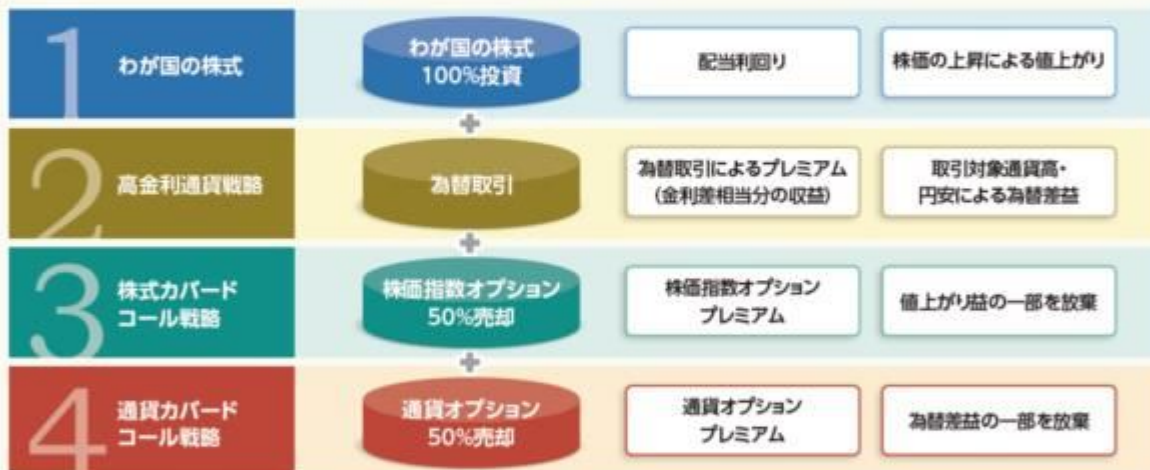 1
わが国の株式
わが国の株式
100%投資
配当利回り
株価の上昇による値上がり
2
高金利通貨戦略
為替取引
為替取引によるプレミアム
(金利差相当分の収益)
取引対象通貨高・
円安による為替差益
3
株式カバード
コール戦略
株価指数オプション
50%売却
株価指数オプション
プレミアム
値上がり益の一部を放棄
4
通貨カバード
コール戦略
通貨オプション
50%売却
通貨オプション
プレミアム
為替差益の一部を放棄